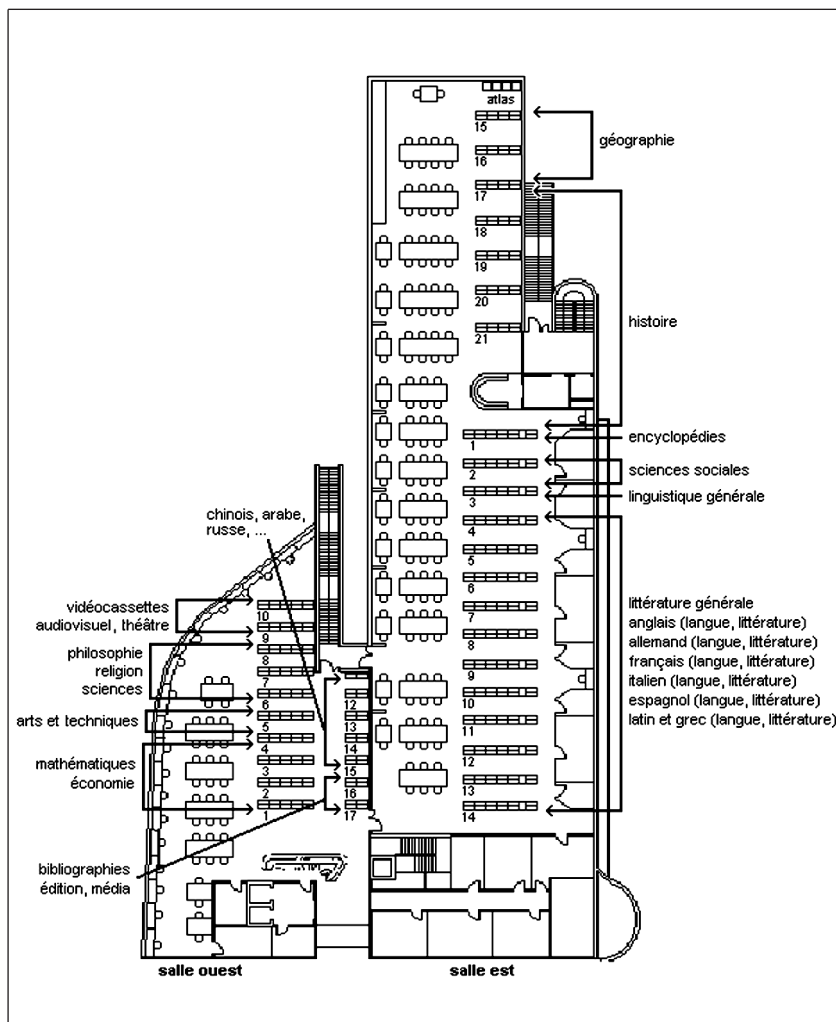 atlas
15
16
17
18
19
20
21
géographie
histoire
encyclopédies
sciences sociales
linguistique générale
littérature générale
anglais (langue, littérature)
allemand (langue, littérature)
français (langue, littérature)
italien (langue, littérature)
espagnol (langue, littérature)
latin et grec (langue, littérature)
1
2
3
4
5
6
7
8
9
10
11
12
13
14
chinois, arabe,
russe, ...
vidéocassettes
audiovisuel, théâtre
philosophie
religion
sciences
arts et techniques
mathématiques
économie
bibliographies
édition, média
10
9
8
7
6
5
4
3
2
1
12
13
14
15
16
17
salle ouest
salle est